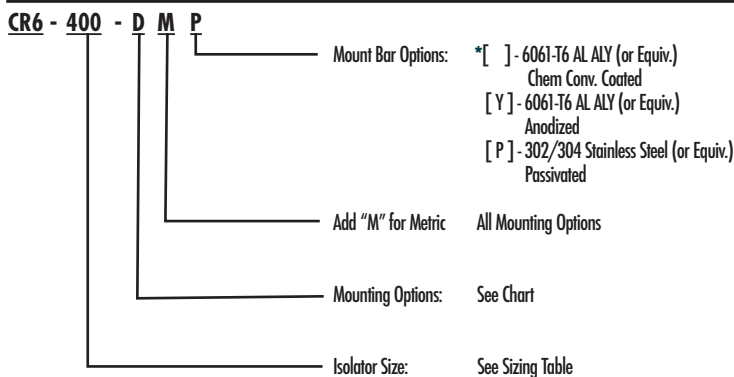 CR6 - 400 - D M P
Mount Bar Options: *[ ] - 6061-T6 AL ALY (or Equiv.)
Chem Conv. Coated
[ Y ] - 6061-T6 AL ALY (or Equiv.)
Anodized
[ P ] - 302/304 Stainless Steel (or Equiv.)
Passivated
Add "M" for Metric All Mounting Options
Mounting Options: See Chart
Isolator Size: See Sizing Table